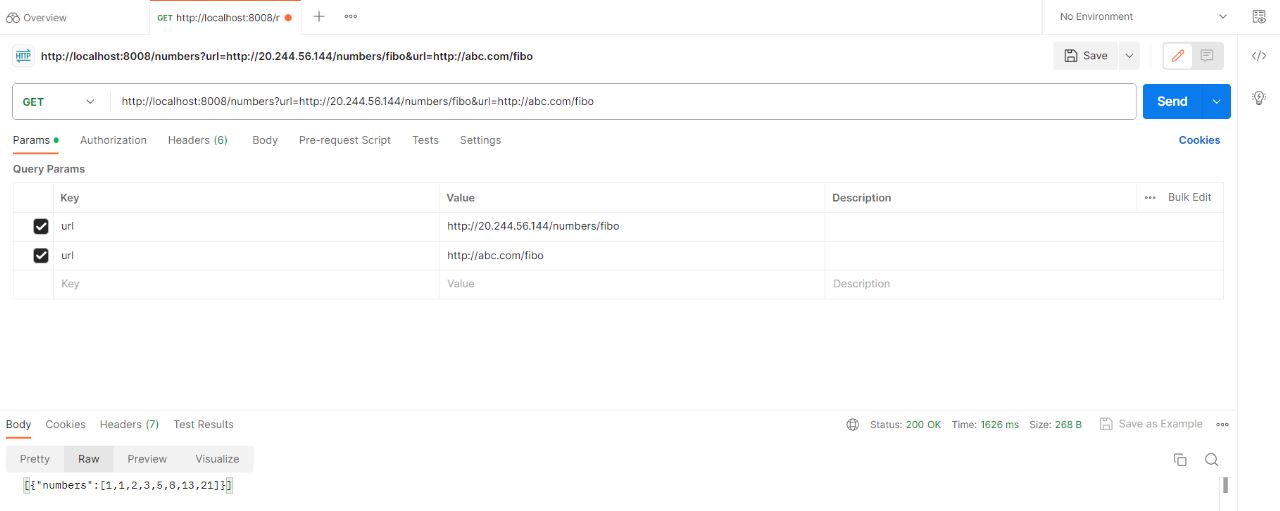 Overview
GET http://localhost:8008/r
No Environment
HTTP http://localhost:8008/numbers?url=http://20.244.56.144/numbers/fibo&url=http://abc.com/fibo
Save
GET http://localhost:8008/numbers?url=http://20.244.56.144/numbers/fibo&url=http://abc.com/fibo Send
Params Authorization Headers (6) Body Pre-request Script Tests Settings Cookies
Query Params
Key Value Description Bulk Edit
url http://20.244.56.144/numbers/fibo
url http://abc.com/fibo
Key Value Description
Body Cookies Headers (7) Test Results Status: 200 OK Time: 1626 ms Size: 268 B Save as Example
Pretty Raw Preview Visualize
[{"numbers":[1,1,2,3,5,8,13,21]}]